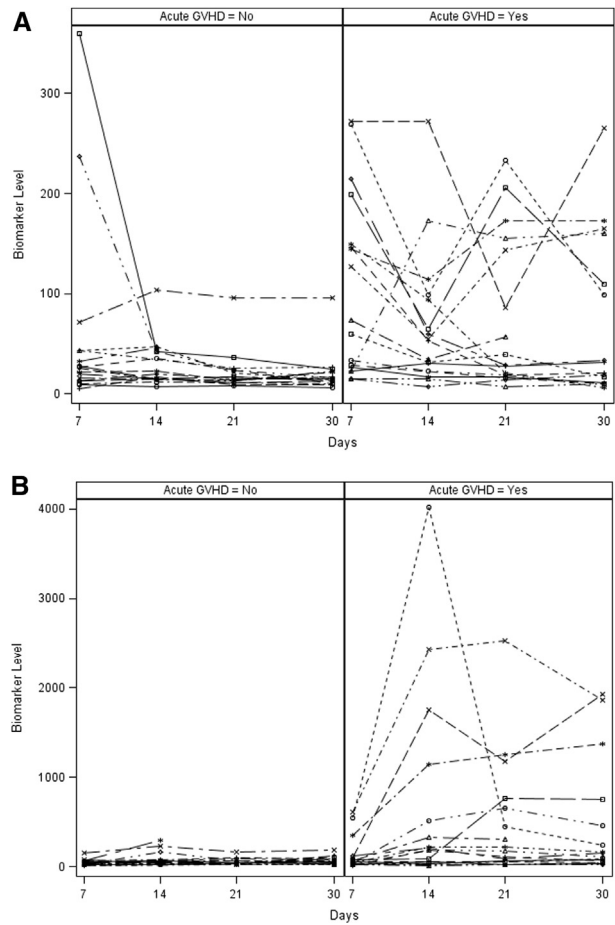 A
Acute GVHD = No
Acute GVHD = Yes
300
200
100
0
Biomarker Level
7
14
21
30
7
14
21
30
Days
B
Acute GVHD = No
Acute GVHD = Yes
4000
3000
2000
1000
0
Biomarker Level
7
14
21
30
7
14
21
30
Days